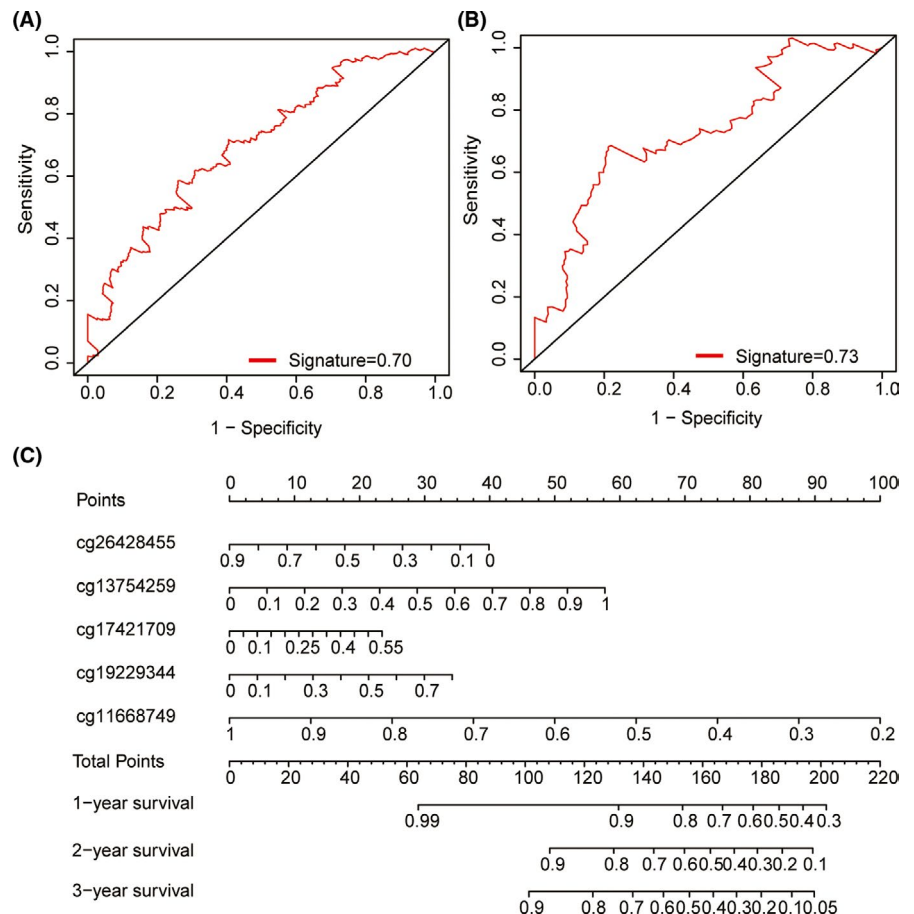 (A)
Sensitivity
0.0 0.2 0.4 0.6 0.8 1.0
Signature=0.70
0.0 0.2 0.4 0.6 0.8 1.0
1 − Specificity
(B)
Sensitivity
0.0 0.2 0.4 0.6 0.8 1.0
Signature=0.73
0.0 0.2 0.4 0.6 0.8 1.0
1 − Specificity
(C)
Points 0 10 20 30 40 50 60 70 80 90 100
cg26428455 0.9 0.7 0.5 0.3 0.1 0
cg13754259 0 0.1 0.2 0.3 0.4 0.5 0.6 0.7 0.8 0.9 1
cg17421709 0 0.1 0.25 0.4 0.55
cg19229344 0 0.1 0.3 0.5 0.7
cg11668749 1 0.9 0.8 0.7 0.6 0.5 0.4 0.3 0.2
Total Points 0 20 40 60 80 100 120 140 160 180 200 220
1−year survival 0.99 0.9 0.8 0.7 0.6 0.5 0.4 0.3
2−year survival 0.9 0.8 0.7 0.6 0.5 0.4 0.3 0.2 0.1
3−year survival 0.9 0.8 0.7 0.6 0.5 0.4 0.3 0.2 0.1 0.05